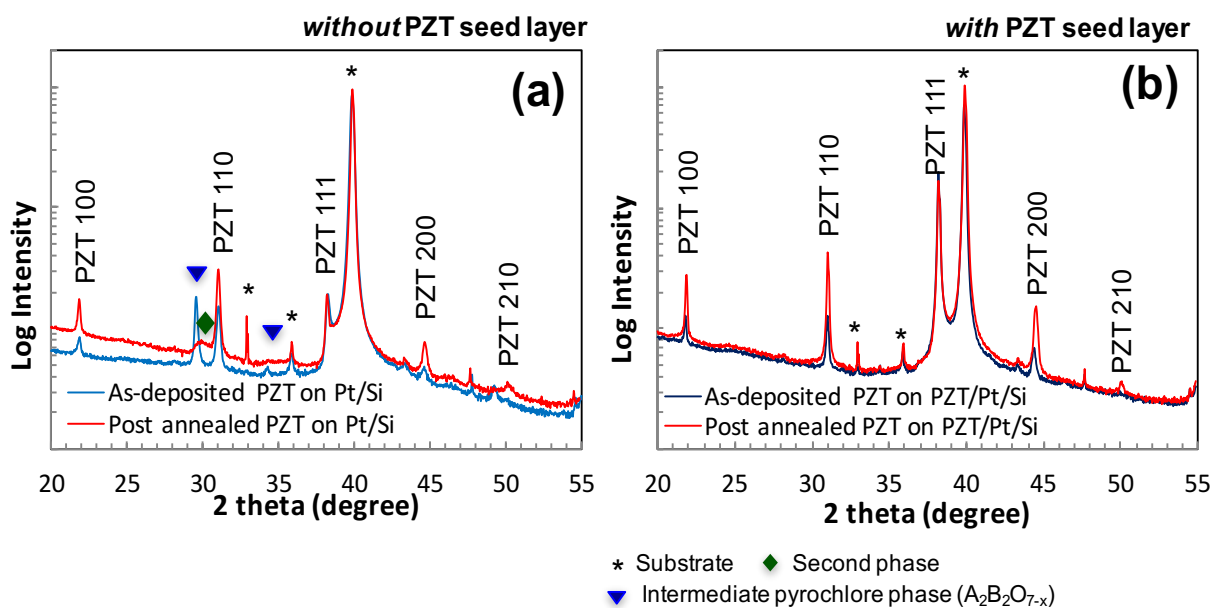 without PZT seed layer
(a)
*
PZT 100
PZT 110
*
*
PZT 111
PZT 200
PZT 210
Log Intensity
As-deposited PZT on Pt/Si
Post annealed PZT on Pt/Si
20 25 30 35 40 45 50 55
2 theta (degree)
with PZT seed layer
(b)
*
PZT 100
PZT 110
*
*
PZT 111
PZT 200
PZT 210
Log Intensity
As-deposited PZT on PZT/Pt/Si
Post annealed PZT on PZT/Pt/Si
20 25 30 35 40 45 50 55
2 theta (degree)
* Substrate Second phase
Intermediate pyrochlore phase (A₂B₂O₇₋ₓ)